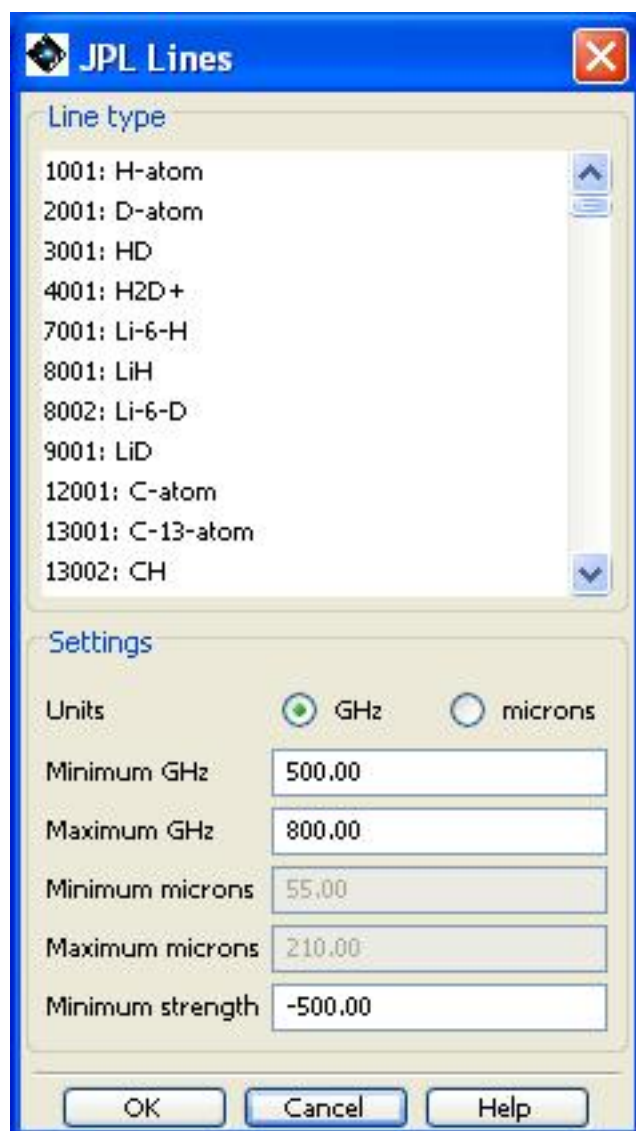 JPL Lines
Line type
1001: H-atom
2001: D-atom
3001: HD
4001: H2D+
7001: Li-6-H
8001: LiH
8002: Li-6-D
9001: LiD
12001: C-atom
13001: C-13-atom
13002: CH
Settings
Units GHz microns
Minimum GHz 500.00
Maximum GHz 800.00
Minimum microns 55.00
Maximum microns 210.00
Minimum strength -500.00
OK Cancel Help